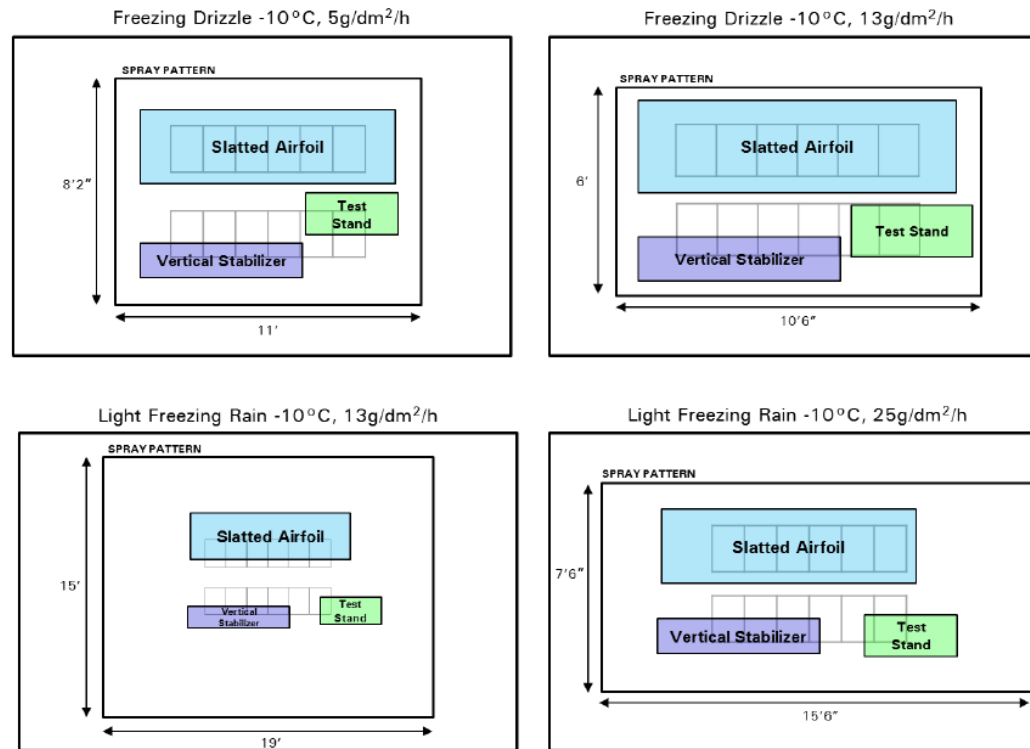 Freezing Drizzle -10°C, 5g/dm²/h
SPRAY PATTERN
Slatted Airfoil
8'2"
Test
Stand
Vertical Stabilizer
11'
Freezing Drizzle -10°C, 13g/dm²/h
SPRAY PATTERN
Slatted Airfoil
6'
Test Stand
Vertical Stabilizer
10'6"
Light Freezing Rain -10°C, 13g/dm²/h
SPRAY PATTERN
Slatted Airfoil
15'
Vertical
Stabilizer
Test
Stand
19'
Light Freezing Rain -10°C, 25g/dm²/h
SPRAY PATTERN
Slatted Airfoil
7'6"
Vertical Stabilizer
Test
Stand
15'6"